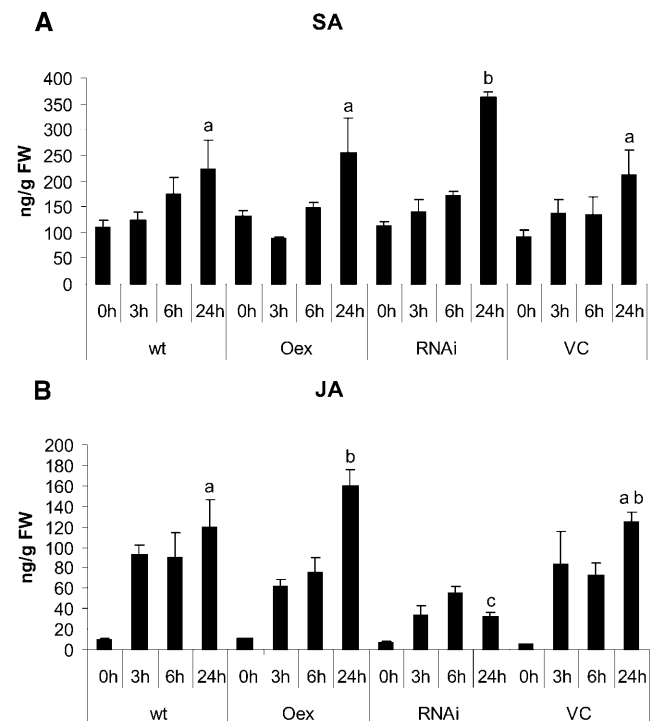 A SA
ng/g FW
400
350
300
250
200
150
100
50
0
a a b a
0h 3h 6h 24h 0h 3h 6h 24h 0h 3h 6h 24h 0h 3h 6h 24h
wt Oex RNAi VC
B JA
ng/g FW
200
180
160
140
120
100
80
60
40
20
0
a b c a b
0h 3h 6h 24h 0h 3h 6h 24h 0h 3h 6h 24h 0h 3h 6h 24h
wt Oex RNAi VC